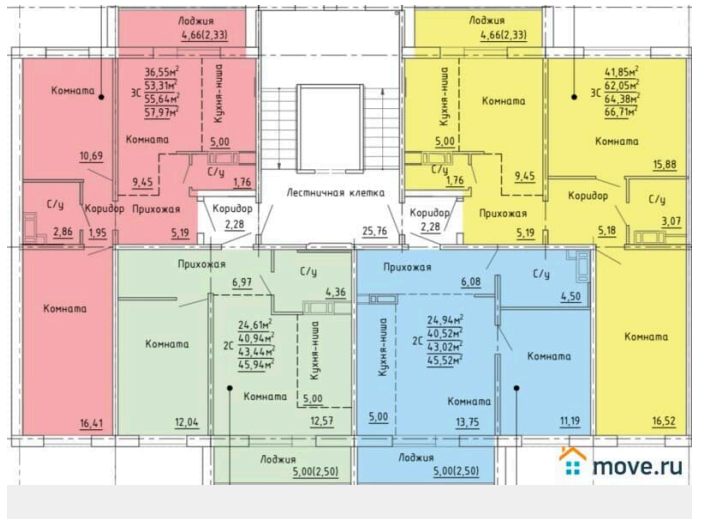 Лоджия
4,66(2,33)
Лоджия
4,66(2,33)
Комната
10,69
3С
36,55м²
53,31м²
55,64м²
57,97м²
Кухня-ниша
5,00
Комната
9,45
С/у
1,76
Лестничная клетка
25,76
Кухня-ниша
5,00
Комната
9,45
С/у
1,76
3С
41,85м²
62,05м²
64,38м²
66,71м²
Комната
15,88
С/у
2,86
Коридор
1,95
Прихожая
5,19
Коридор
2,28
Коридор
2,28
Прихожая
5,19
Коридор
5,18
С/у
3,07
Комната
16,41
Прихожая
6,97
С/у
4,36
Прихожая
6,08
С/у
4,50
Комната
12,04
2С
24,61м²
40,94м²
43,44м²
45,94м²
Кухня-ниша
5,00
Комната
12,57
Кухня-ниша
5,00
2С
24,94м²
40,52м²
43,02м²
45,52м²
Комната
13,75
Комната
11,19
Комната
16,52
Лоджия
5,00(2,50)
Лоджия
5,00(2,50)
move.ru